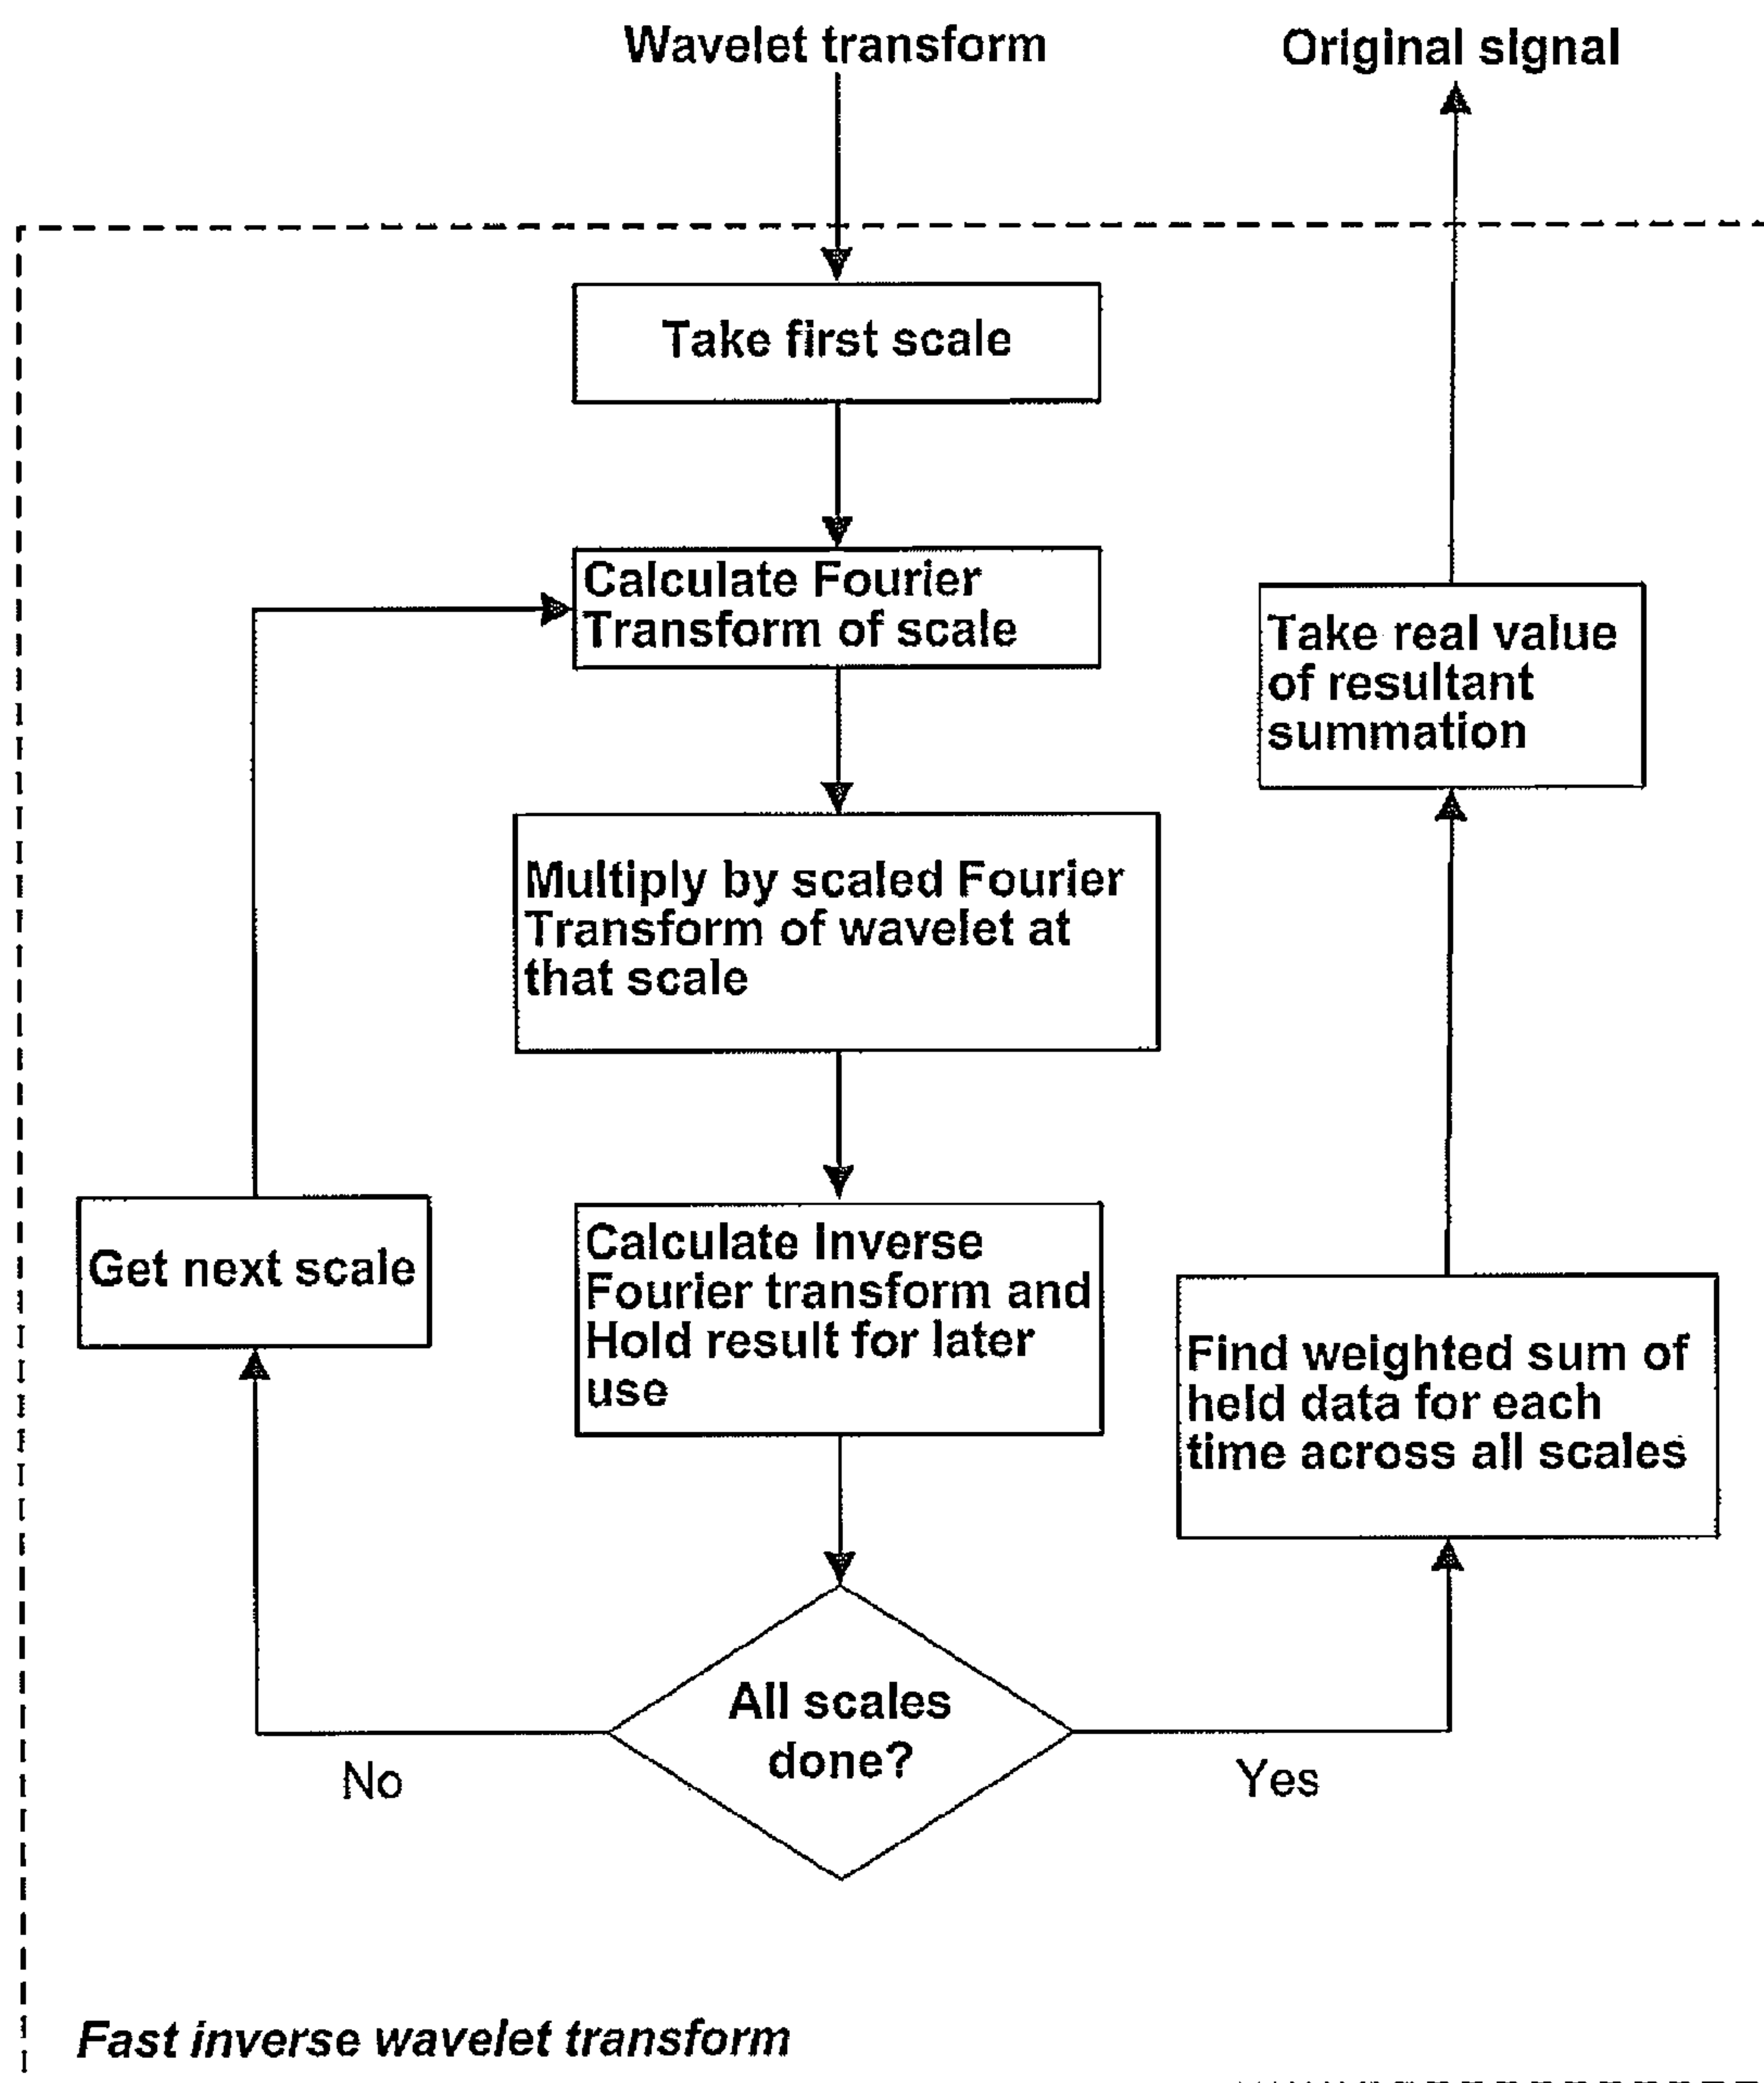 Wavelet transform
Original signal
Take first scale
Calculate Fourier
Transform of scale
Take real value
of resultant
summation
Multiply by scaled Fourier
Transform of wavelet at
that scale
Get next scale
Calculate Inverse
Fourier transform and
Hold result for later
use
Find weighted sum of
held data for each
time across all scales
All scales
done?
No
Yes
Fast inverse wavelet transform